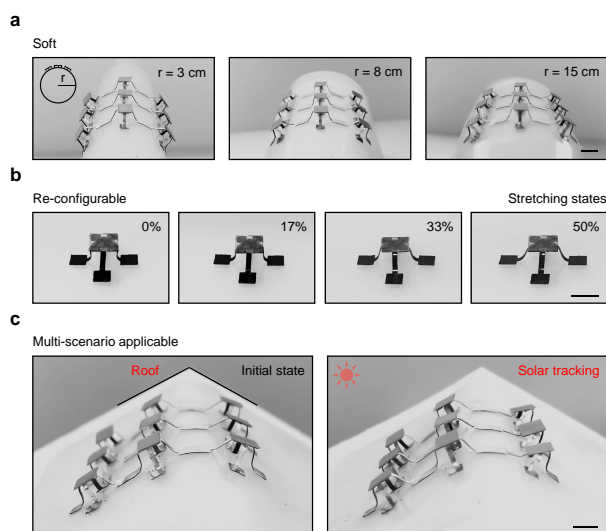 a
Soft
r
r = 3 cm
r = 8 cm
r = 15 cm
b
Re-configurable
Stretching states
0%
17%
33%
50%
c
Multi-scenario applicable
Roof
Initial state
Solar tracking